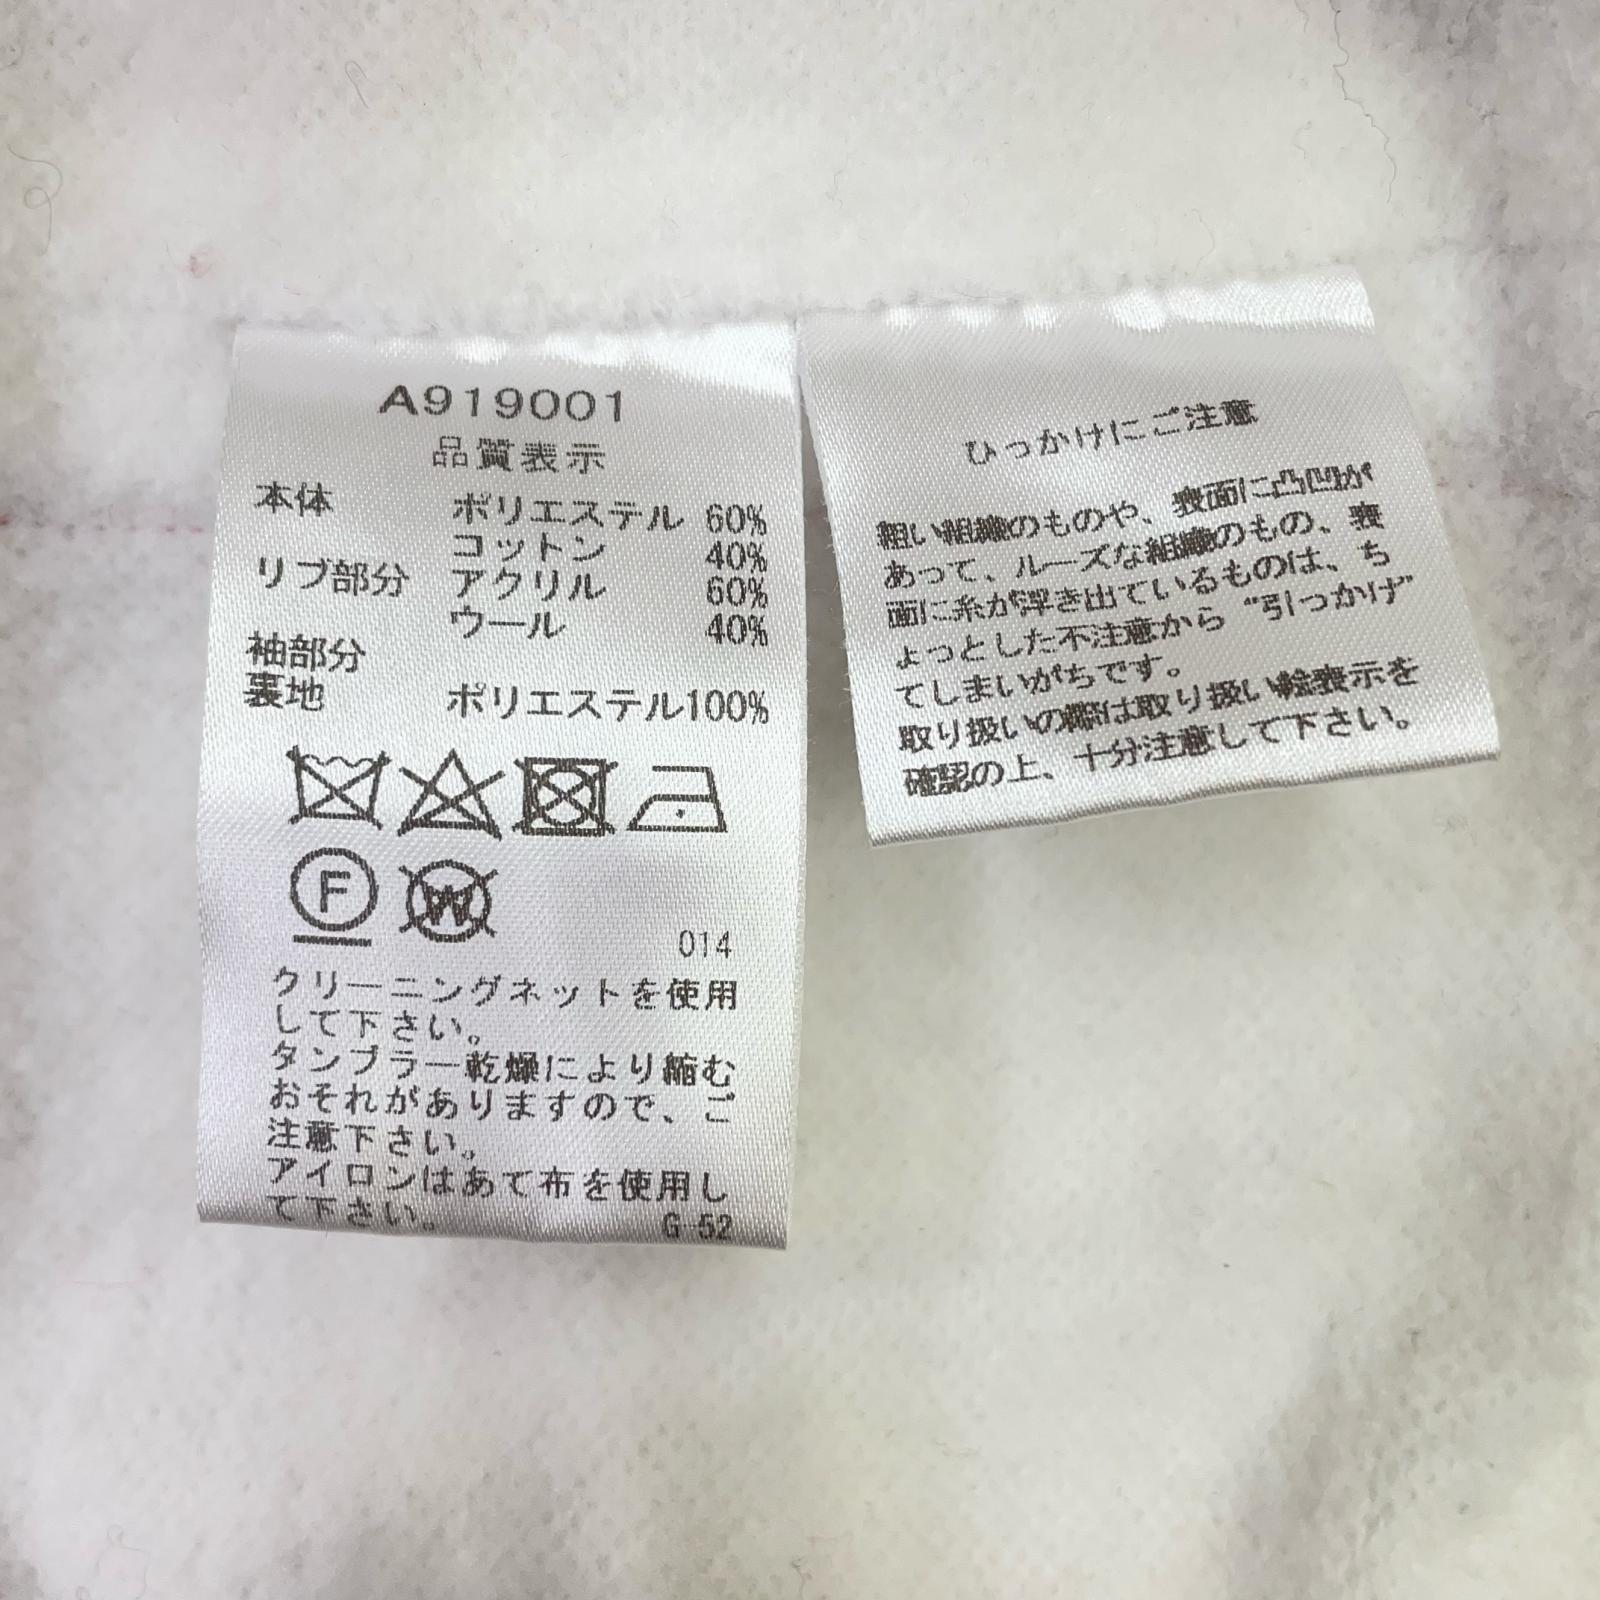 A919001
品質表示
本体 ポリエステル 60%
コットン 40%
リブ部分 アクリル 60%
ウール 40%
袖部分
裏地 ポリエステル100%
F
W
014
クリーニングネットを使用
して下さい。
タンブラー乾燥により縮む
おそれがありますので、ご
注意下さい。
アイロンはあて布を使用し
て下さい。
G-52
ひっかけにご注意
粗い組織のものや、表面に凸凹が
あって、ルーズな組織のもの、表
面に糸が浮き出ているものは、ち
ょっとした不注意から“引っかけ”
てしまいがちです。
取り扱いの際は取り扱い絵表示を
確認の上、十分注意して下さい。